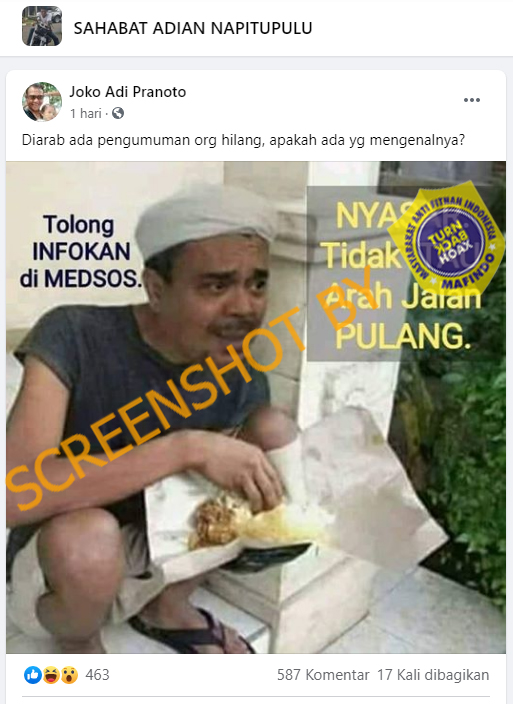 SAHABAT ADIAN NAPITUPULU
Joko Adi Pranoto
1 hari
Diarab ada pengumuman org hilang, apakah ada yg mengenalnya?
Tolong
INFOKAN
di MEDSOS.
Tidak
Arah Jalan
PULANG.
MASYARAKAT ANTI FITNAH INDONESIA
TURN
BACK
HOAX
MAFINDO
SCREENSHOT BY
463
587 Komentar 17 Kali dibagikan